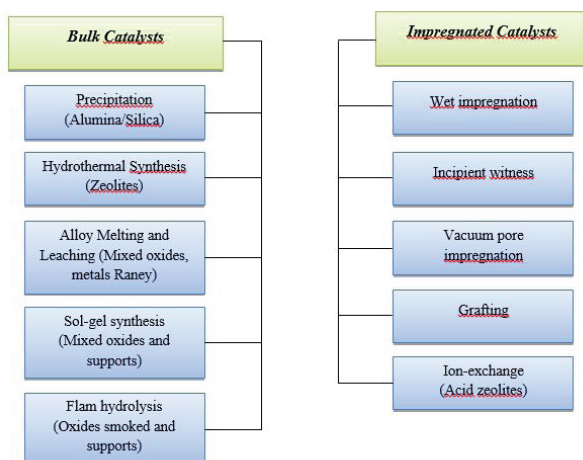 Bulk Catalysts
Precipitation
(Alumina/Silica)
Hydrothermal Synthesis
(Zeolites)
Alloy Melting and
Leaching (Mixed oxides,
metals Raney)
Sol-gel synthesis
(Mixed oxides and
supports)
Flam hydrolysis
(Oxides smoked and
supports)
Impregnated Catalysts
Wet impregnation
Incipient witness
Vacuum pore
impregnation
Grafting
Ion-exchange
(Acid zeolites)